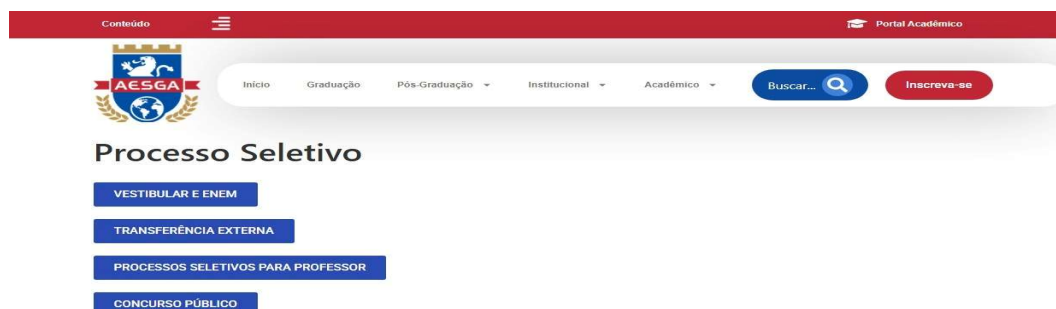 Conteúdo
Portal Acadêmico
AESGA
Início Graduação Pós-Graduação Institucional Acadêmico Buscar... Inscreva-se
Processo Seletivo
VESTIBULAR E ENEM
TRANSFERÊNCIA EXTERNA
PROCESSOS SELETIVOS PARA PROFESSOR
CONCURSO PÚBLICO